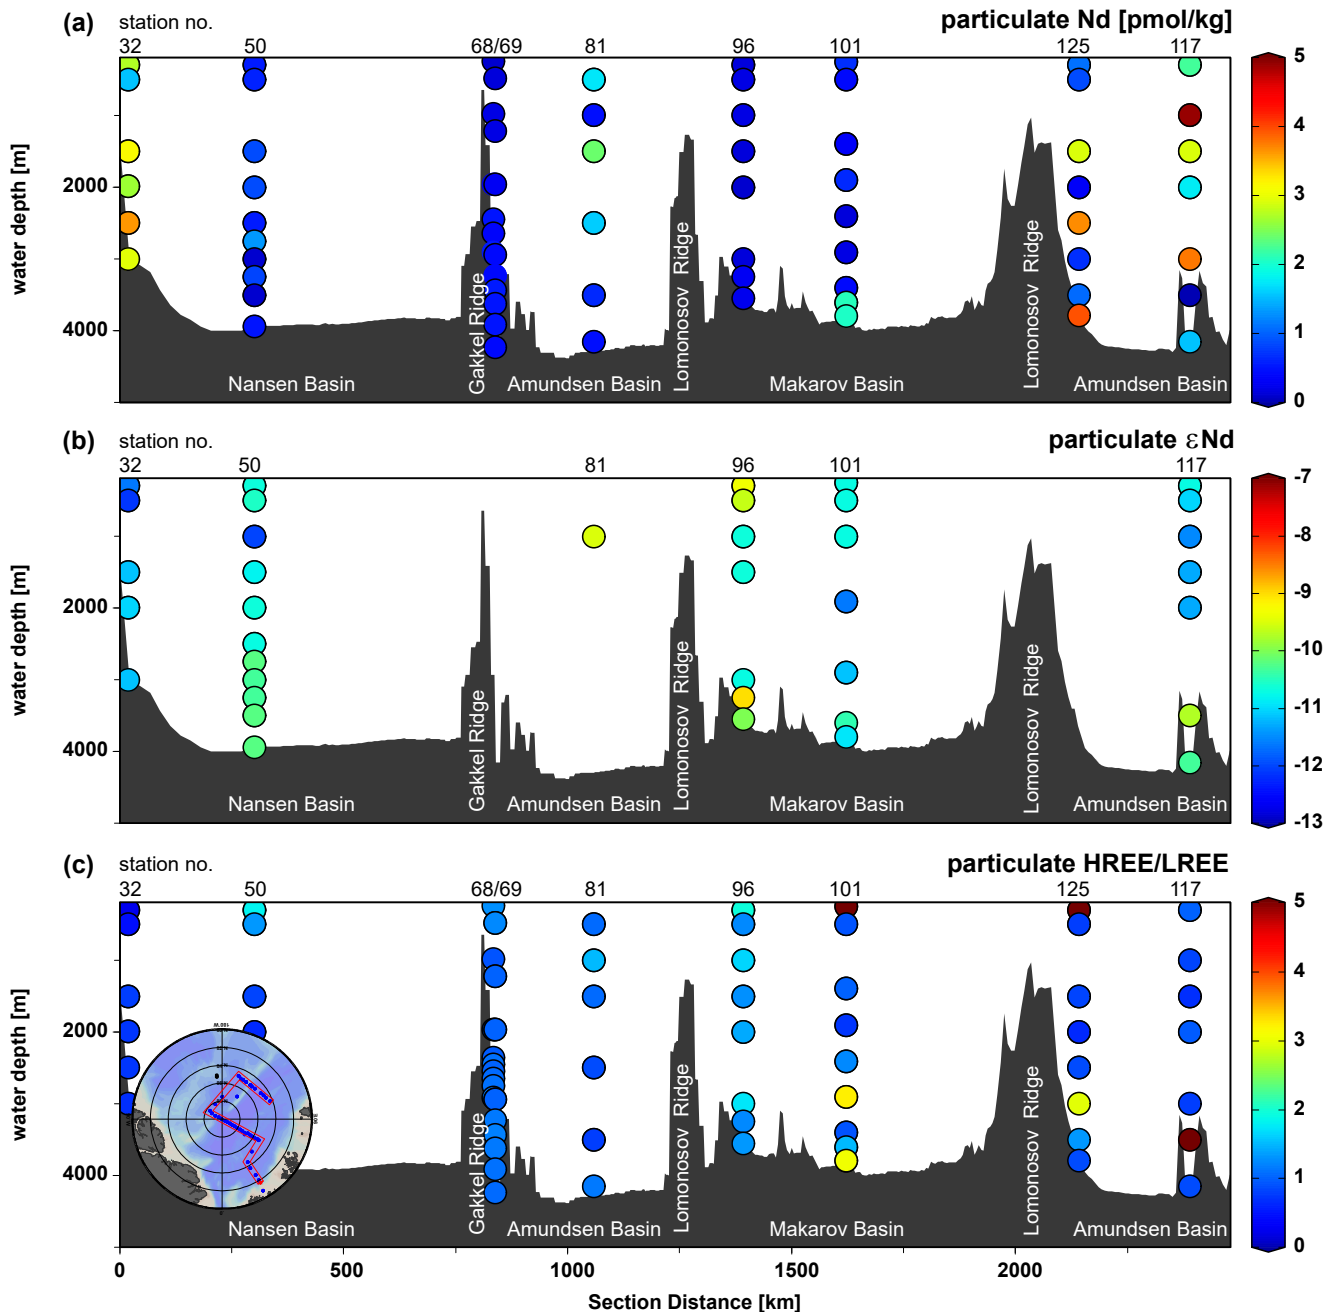 (a) station no. particulate Nd [pmol/kg]
32 50 68/69 81 96 101 125 117
water depth [m]
2000
4000
Nansen Basin
Gakkel Ridge
Amundsen Basin
Lomonosov Ridge
Makarov Basin
Lomonosov Ridge
Amundsen Basin
5
4
3
2
1
0
(b) station no. particulate εNd
32 50 81 96 101 117
water depth [m]
2000
4000
Nansen Basin
Gakkel Ridge
Amundsen Basin
Lomonosov Ridge
Makarov Basin
Lomonosov Ridge
Amundsen Basin
-7
-8
-9
-10
-11
-12
-13
(c) station no. particulate HREE/LREE
32 50 68/69 81 96 101 125 117
water depth [m]
2000
4000
Nansen Basin
Gakkel Ridge
Amundsen Basin
Lomonosov Ridge
Makarov Basin
Lomonosov Ridge
Amundsen Basin
5
4
3
2
1
0
0 500 1000 1500 2000
Section Distance [km]